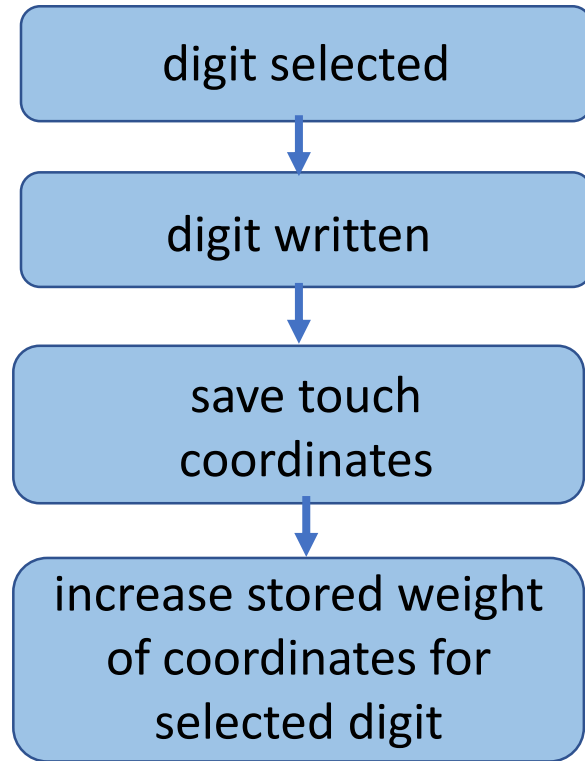 digit selected
digit written
save touch
coordinates
increase stored weight
of coordinates for
selected digit